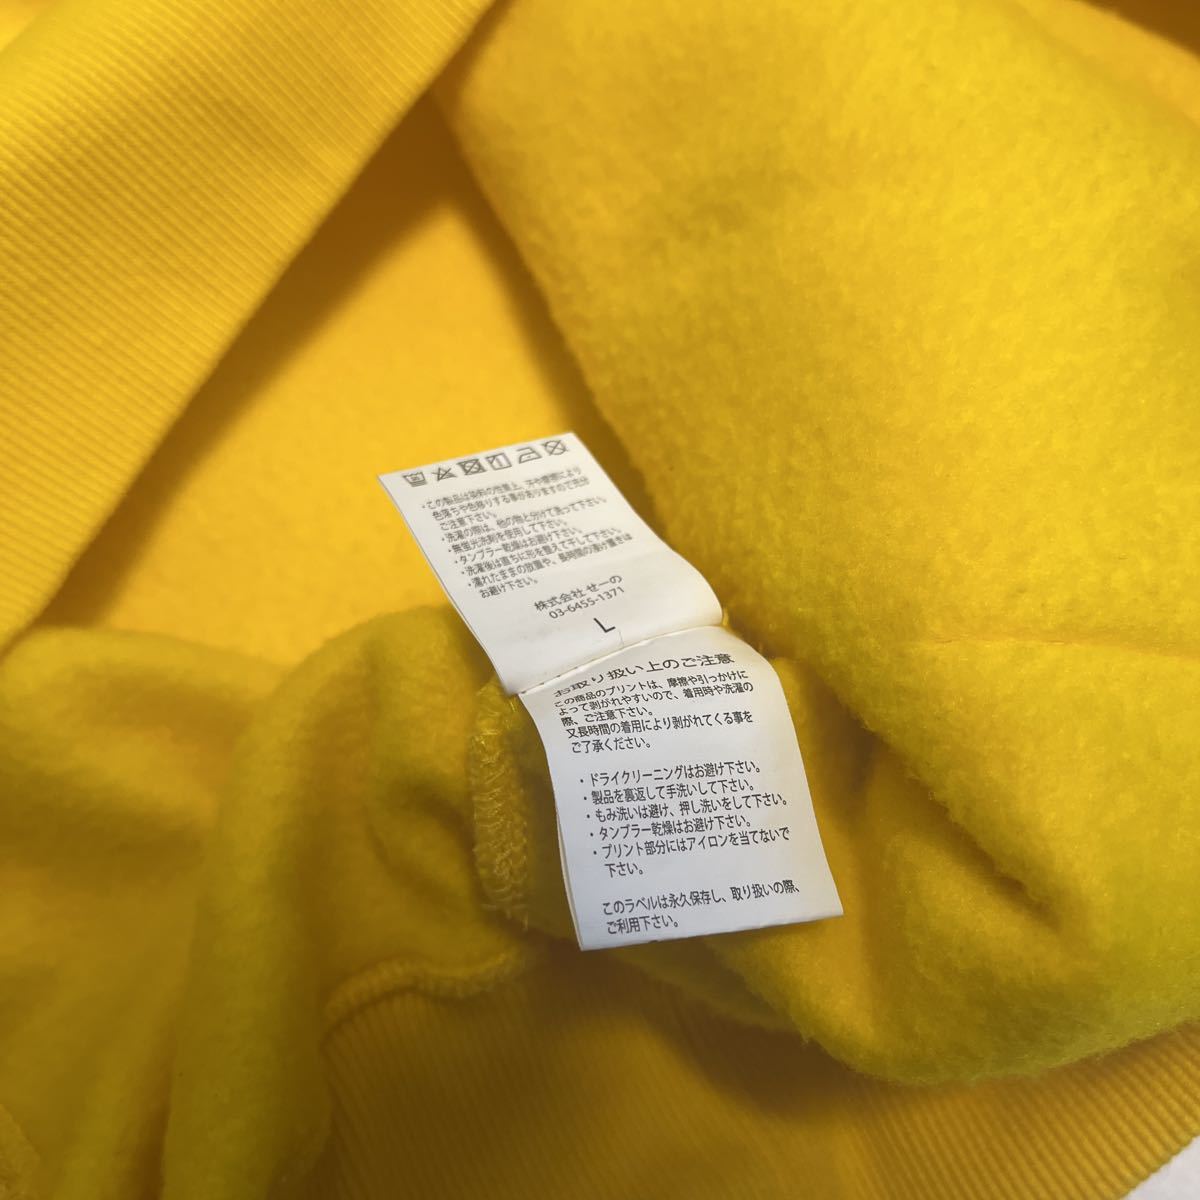 ・この製品は染料の性質上、汗や摩擦により
色落ちや色移りする事がありますので充分
ご注意下さい。
・洗濯の際は、他の物と分けて洗って下さい。
・無蛍光洗剤を使用して下さい。
・タンブラー乾燥はお避け下さい。
・洗濯後は直ちに形を整えて干して下さい。
・濡れたままの放置や、長時間の漬け置きは
お避け下さい。
株式会社 せーの
03-6455-1371
L
お取り扱い上のご注意
この商品のプリントは、摩擦や引っかけに
よって剥がれやすいので、着用時や洗濯の
際、ご注意下さい。
又長時間の着用により剥がれてくる事を
ご了承ください。
・ドライクリーニングはお避け下さい。
・製品を裏返して手洗いして下さい。
・もみ洗いは避け、押し洗いをして下さい。
・タンブラー乾燥はお避け下さい。
・プリント部分にはアイロンを当てないで
下さい。
このラベルは永久保存し、取り扱いの際、
ご利用下さい。